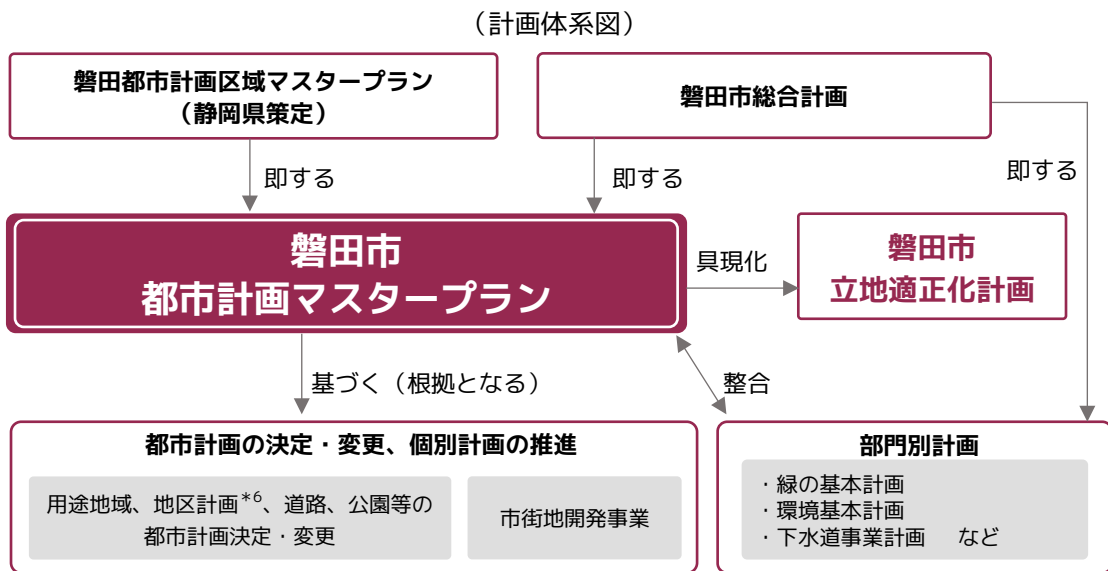 （計画体系図）
磐田都市計画区域マスタープラン
（静岡県策定）
磐田市総合計画
即する
即する
即する
磐田市
都市計画マスタープラン
具現化
磐田市
立地適正化計画
基づく（根拠となる）
整合
都市計画の決定・変更、個別計画の推進
用途地域、地区計画*6、道路、公園等の
都市計画決定・変更
市街地開発事業
部門別計画
・緑の基本計画
・環境基本計画
・下水道事業計画　など